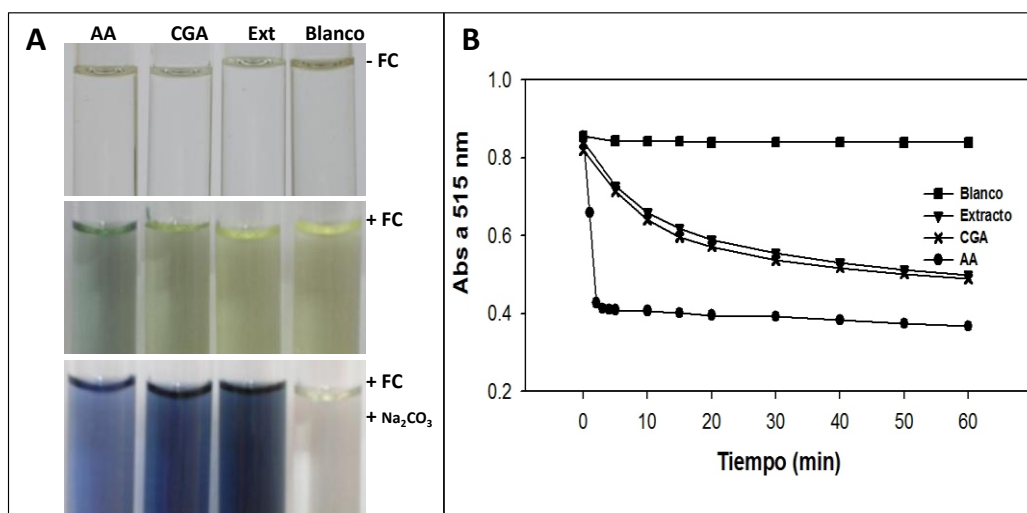 A
AA CGA Ext Blanco
- FC
+ FC
+ FC
+ Na₂CO₃
B
1.0
0.8
0.6
0.4
0.2
Abs a 515 nm
Blanco
Extracto
CGA
AA
0 10 20 30 40 50 60
Tiempo (min)